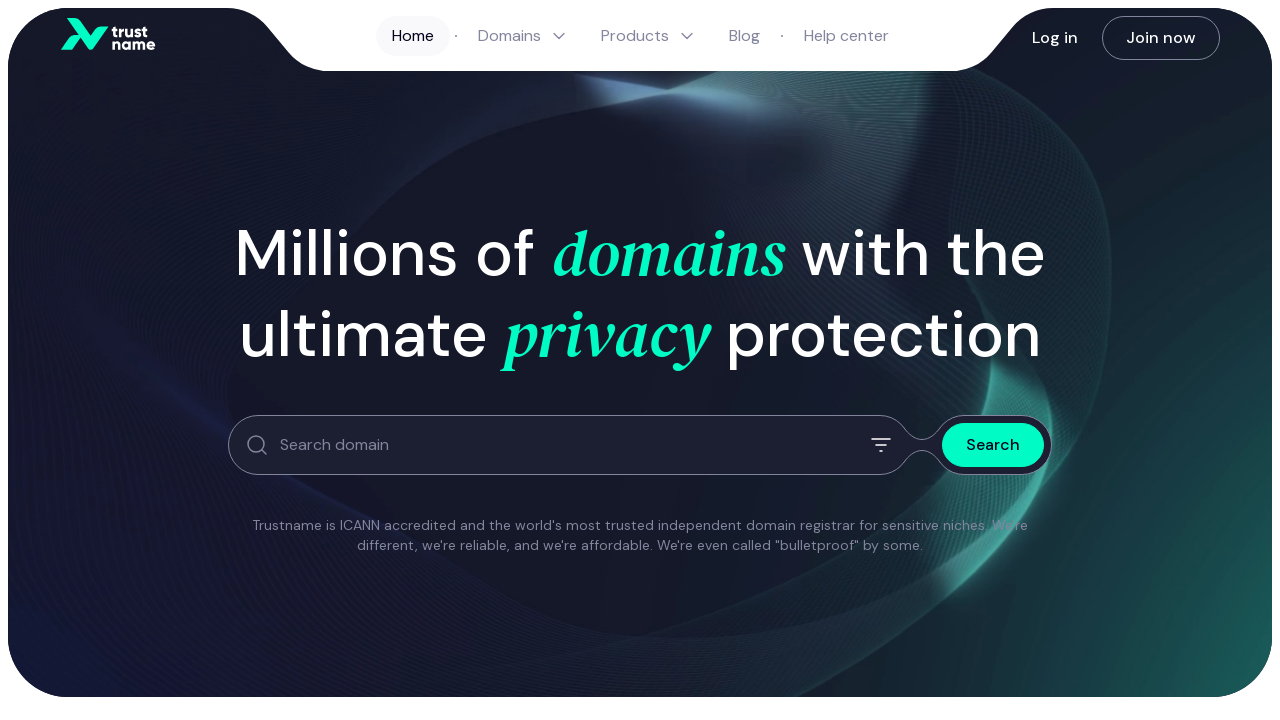 trust
name
Home · Domains Products Blog · Help center
Log in
Join now
Millions of domains with the
ultimate privacy protection
Search domain
Search
Trustname is ICANN accredited and the world's most trusted independent domain registrar for sensitive niches. We're
different, we're reliable, and we're affordable. We're even called "bulletproof" by some.